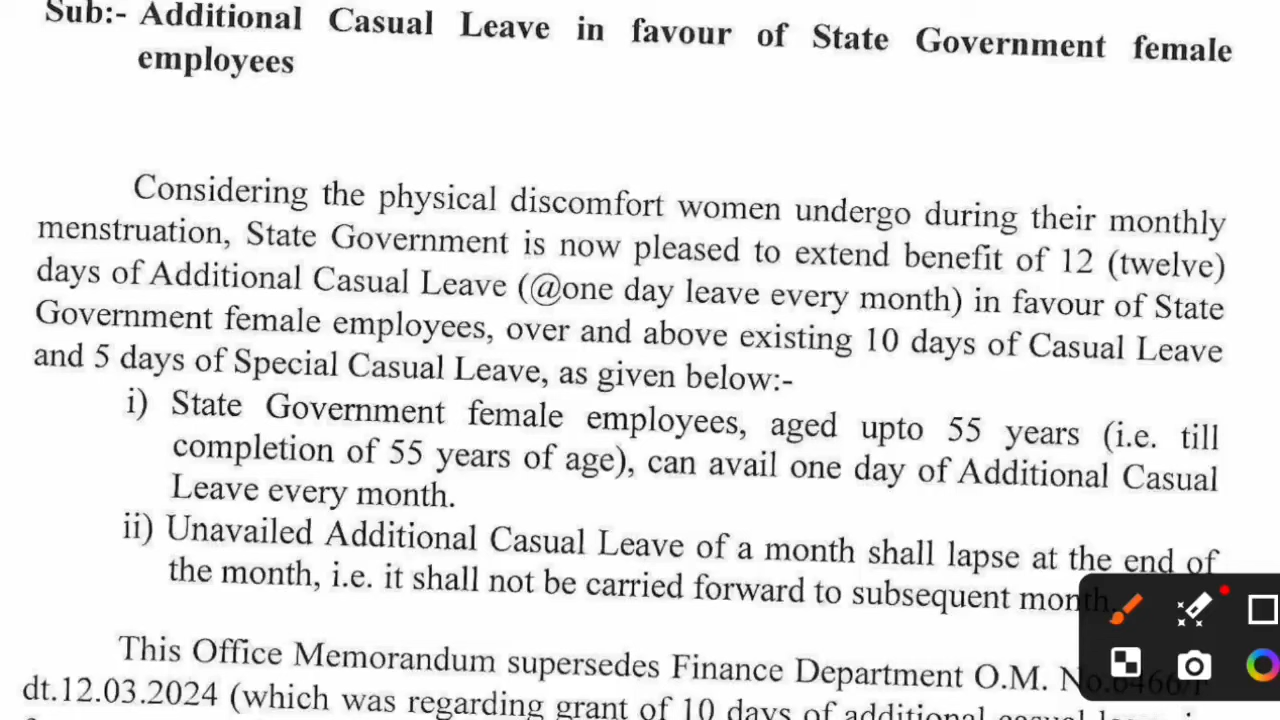 Sub:- Additional Casual Leave in favour of State Government female
employees
Considering the physical discomfort women undergo during their monthly
menstruation, State Government is now pleased to extend benefit of 12 (twelve)
days of Additional Casual Leave (@one day leave every month) in favour of State
Government female employees, over and above existing 10 days of Casual Leave
and 5 days of Special Casual Leave, as given below:-
i) State Government female employees, aged upto 55 years (i.e. till
completion of 55 years of age), can avail one day of Additional Casual
Leave every month.
ii) Unavailed Additional Casual Leave of a month shall lapse at the end of
the month, i.e. it shall not be carried forward to subsequent month.
This Office Memorandum supersedes Finance Department O.M.
dt.12.03.2024 (which was regarding grant of 10 days of additional casual